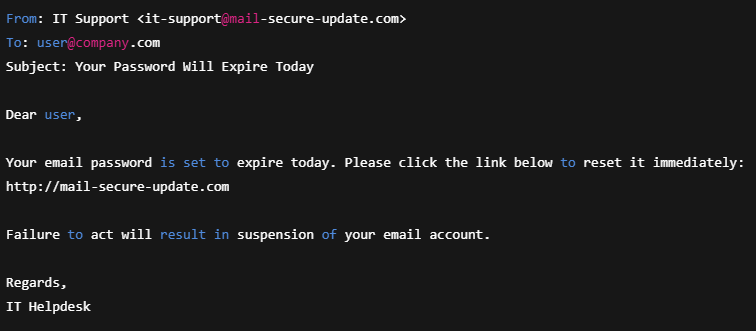 From: IT Support <it-support@mail-secure-update.com>
To: user@company.com
Subject: Your Password Will Expire Today
Dear user,
Your email password is set to expire today. Please click the link below to reset it immediately:
http://mail-secure-update.com
Failure to act will result in suspension of your email account.
Regards,
IT Helpdesk